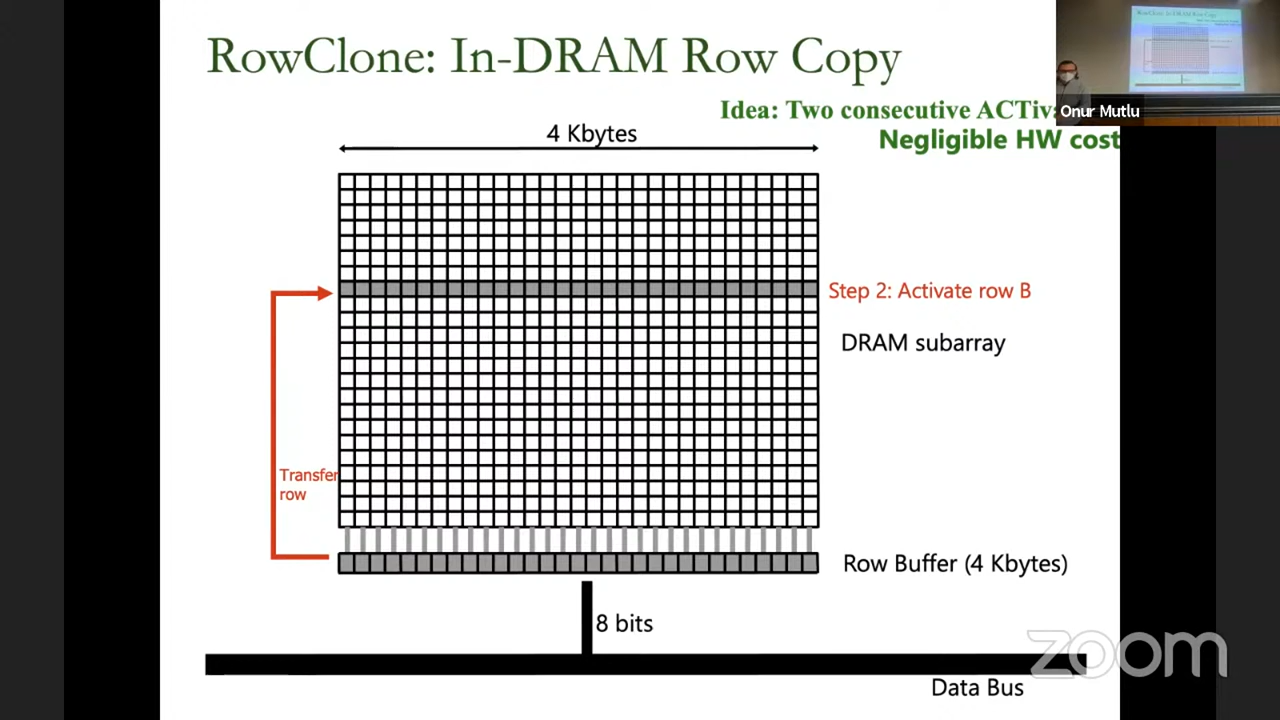 RowClone: In-DRAM Row Copy
Idea: Two consecutive ACTiv
Negligible HW cost
Onur Mutlu
4 Kbytes
Step 2: Activate row B
DRAM subarray
Transfer
row
Row Buffer (4 Kbytes)
8 bits
zoom
Data Bus